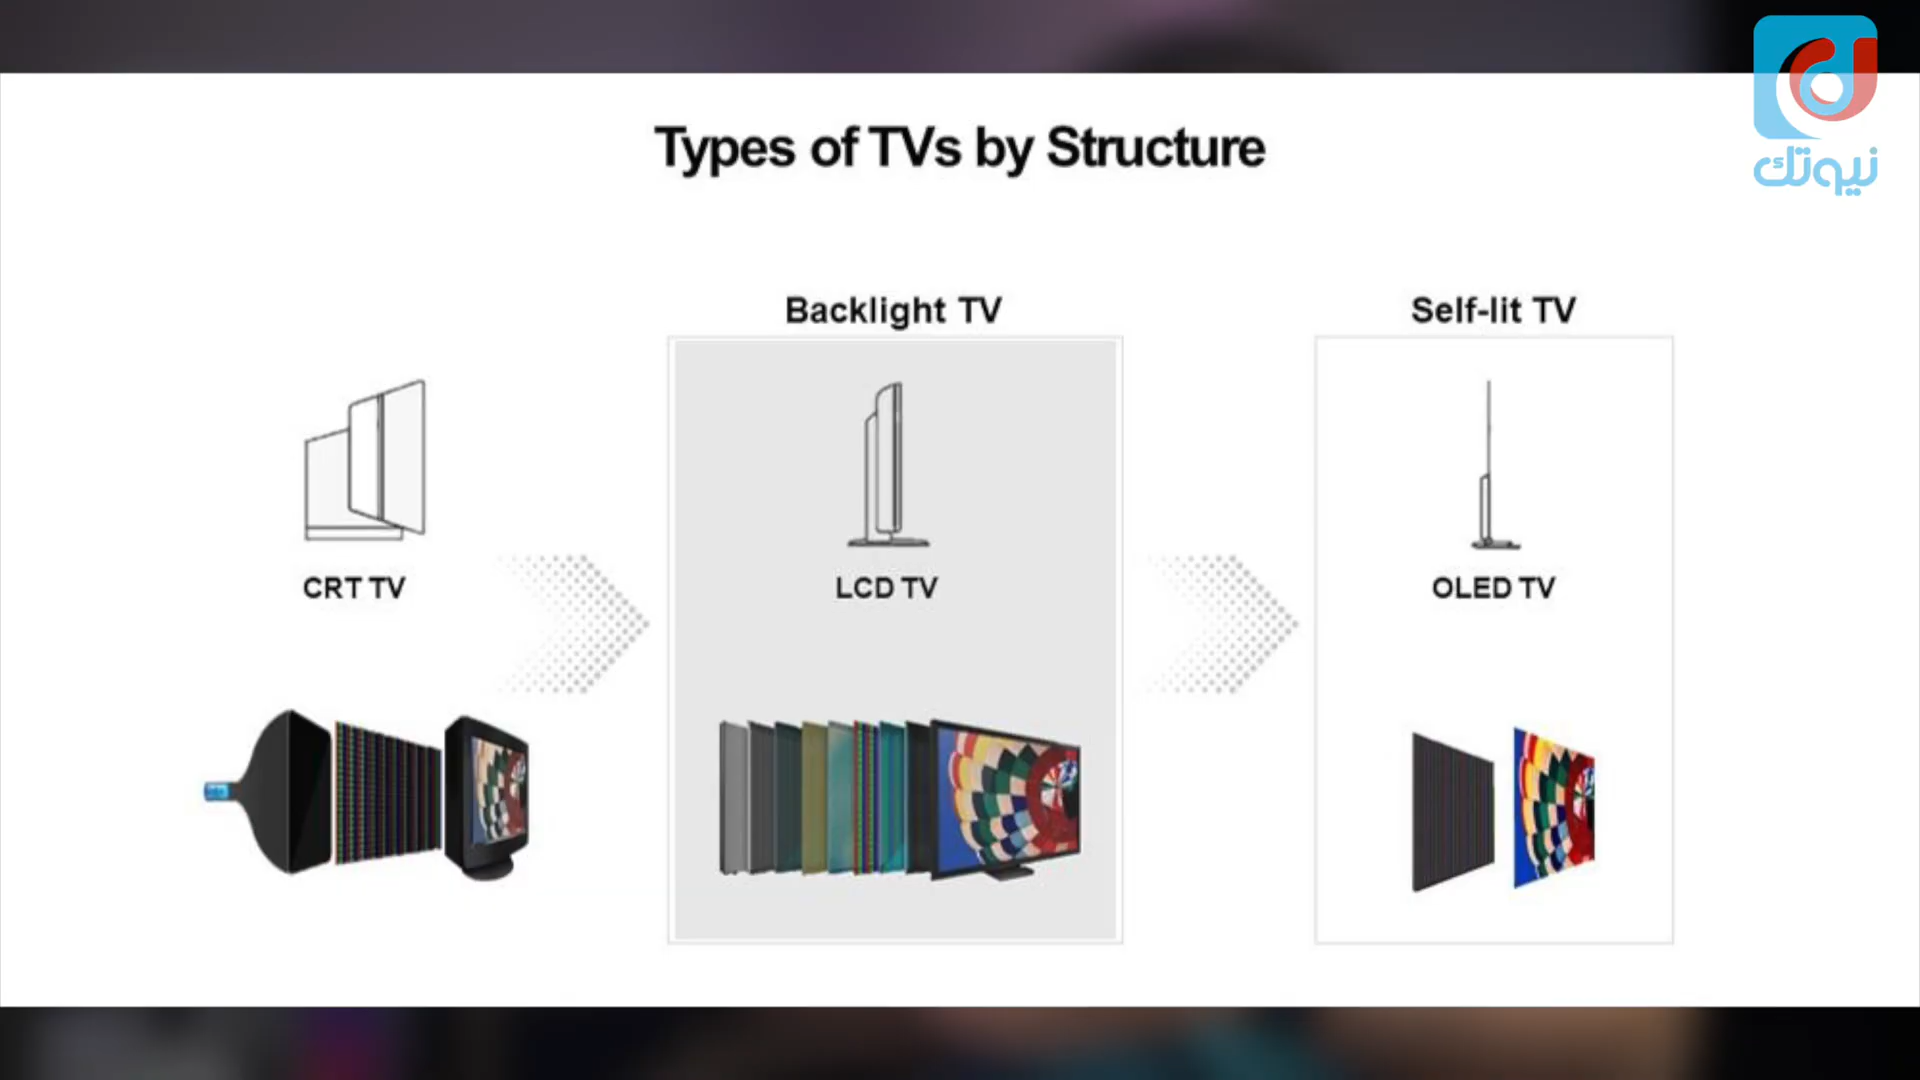 نيوتك
Types of TVs by Structure
Backlight TV
Self-lit TV
CRT TV
LCD TV
OLED TV